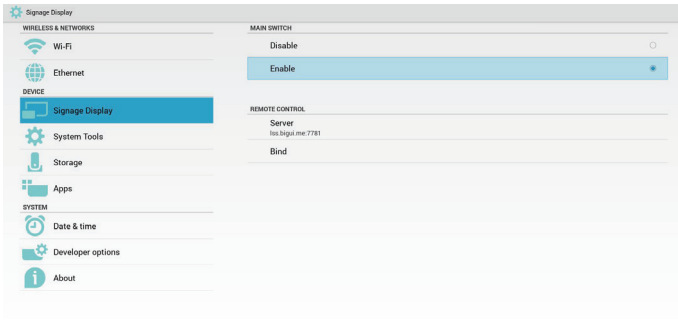 Signage Display
WIRELESS & NETWORKS
Wi-Fi
Ethernet
DEVICE
Signage Display
System Tools
Storage
Apps
SYSTEM
Date & time
Developer options
About
MAIN SWITCH
Disable
Enable
REMOTE CONTROL
Server
lss.bigui.me:7781
Bind